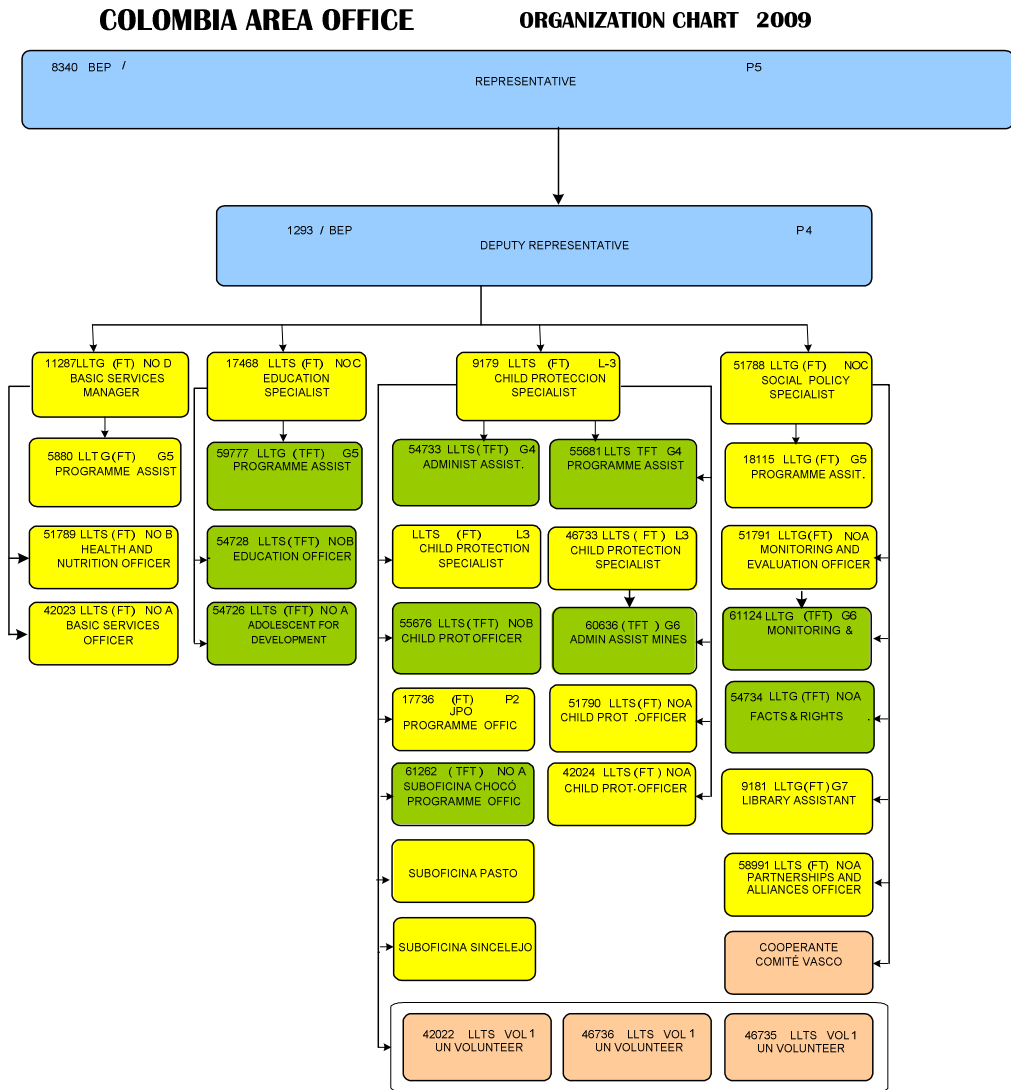 COLOMBIA AREA OFFICE ORGANIZATION CHART 2009
8340 BEP / P5
REPRESENTATIVE
1293 / BEP P4
DEPUTY REPRESENTATIVE
11287LLTG (FT) NO D
BASIC SERVICES
MANAGER
17468 LLTS (FT) NOC
EDUCATION
SPECIALIST
9179 LLTS (FT) L-3
CHILD PROTECCION
SPECIALIST
51788 LLTG (FT) NOC
SOCIAL POLICY
SPECIALIST
5880 LLTG(FT) G5
PROGRAMME ASSIST
59777 LLTG (TFT) G5
PROGRAMME ASSIST
54733 LLTS(TFT) G4
ADMINIST ASSIST.
55681 LLTS TFT G4
PROGRAMME ASSIST
18115 LLTG (FT) G5
PROGRAMME ASSIT.
51789 LLTS (FT) NO B
HEALTH AND
NUTRITION OFFICER
54728 LLTS(TFT) NOB
EDUCATION OFFICER
LLTS (FT) L3
CHILD PROTECTION
SPECIALIST
46733 LLTS (FT) L3
CHILD PROTECTION
SPECIALIST
51791 LLTG(FT) NOA
MONITORING AND
EVALUATION OFFICER
42023 LLTS (FT) NO A
BASIC SERVICES
OFFICER
54726 LLTS (TFT) NO A
ADOLESCENT FOR
DEVELOPMENT
55676 LLTS(TFT) NOB
CHILD PROT OFFICER
60636 (TFT) G6
ADMIN ASSIST MINES
61124 LLTG (TFT) G6
MONITORING &
17736 (FT) P2
JPO
PROGRAMME OFFIC
51790 LLTS(FT) NOA
CHILD PROT .OFFICER
54734 LLTG (TFT) NOA
FACTS & RIGHTS .
61262 (TFT) NO A
SUBOFICINA CHOCÓ
PROGRAMME OFFIC
42024 LLTS(FT) NOA
CHILD PROT.OFFICER
9181 LLTG(FT) G7
LIBRARY ASSISTANT
SUBOFICINA PASTO
58991 LLTS (FT) NOA
PARTNERSHIPS AND
ALLIANCES OFFICER
SUBOFICINA SINCELEJO
COOPERANTE
COMITÉ VASCO
42022 LLTS VOL1
UN VOLUNTEER
46736 LLTS VOL1
UN VOLUNTEER
46735 LLTS VOL1
UN VOLUNTEER